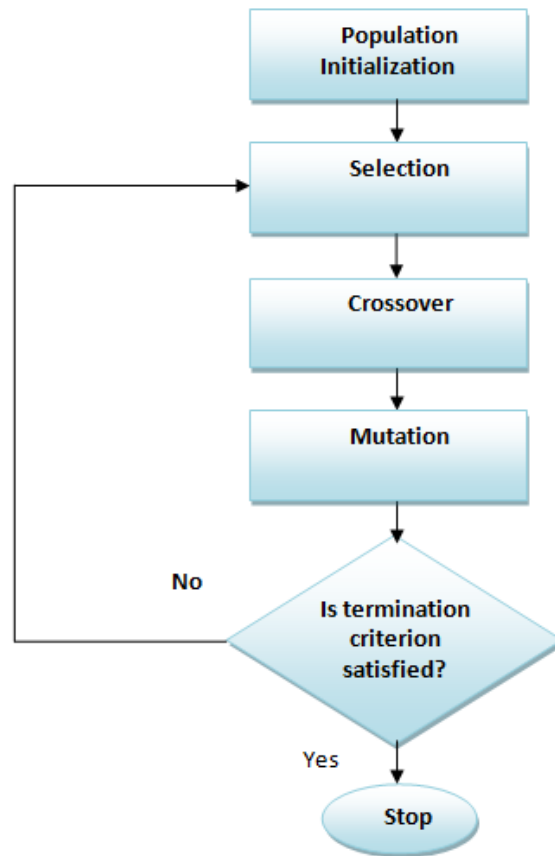 Population
Initialization
Selection
Crossover
Mutation
No
Is termination
criterion
satisfied?
Yes
Stop